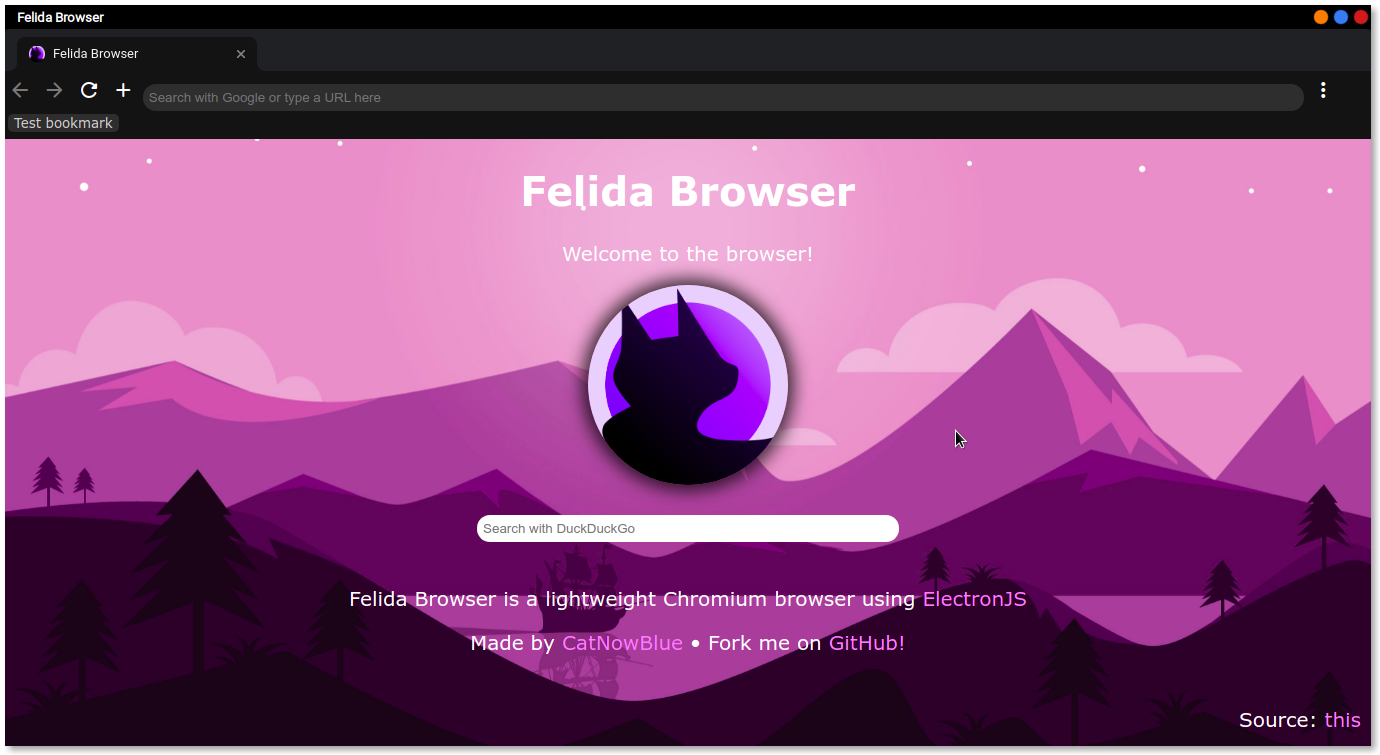 Felida Browser
Felida Browser
Search with Google or type a URL here
Test bookmark
Felida Browser
Welcome to the browser!
Search with DuckDuckGo
Felida Browser is a lightweight Chromium browser using ElectronJS
Made by CatNowBlue • Fork me on GitHub!
Source: this